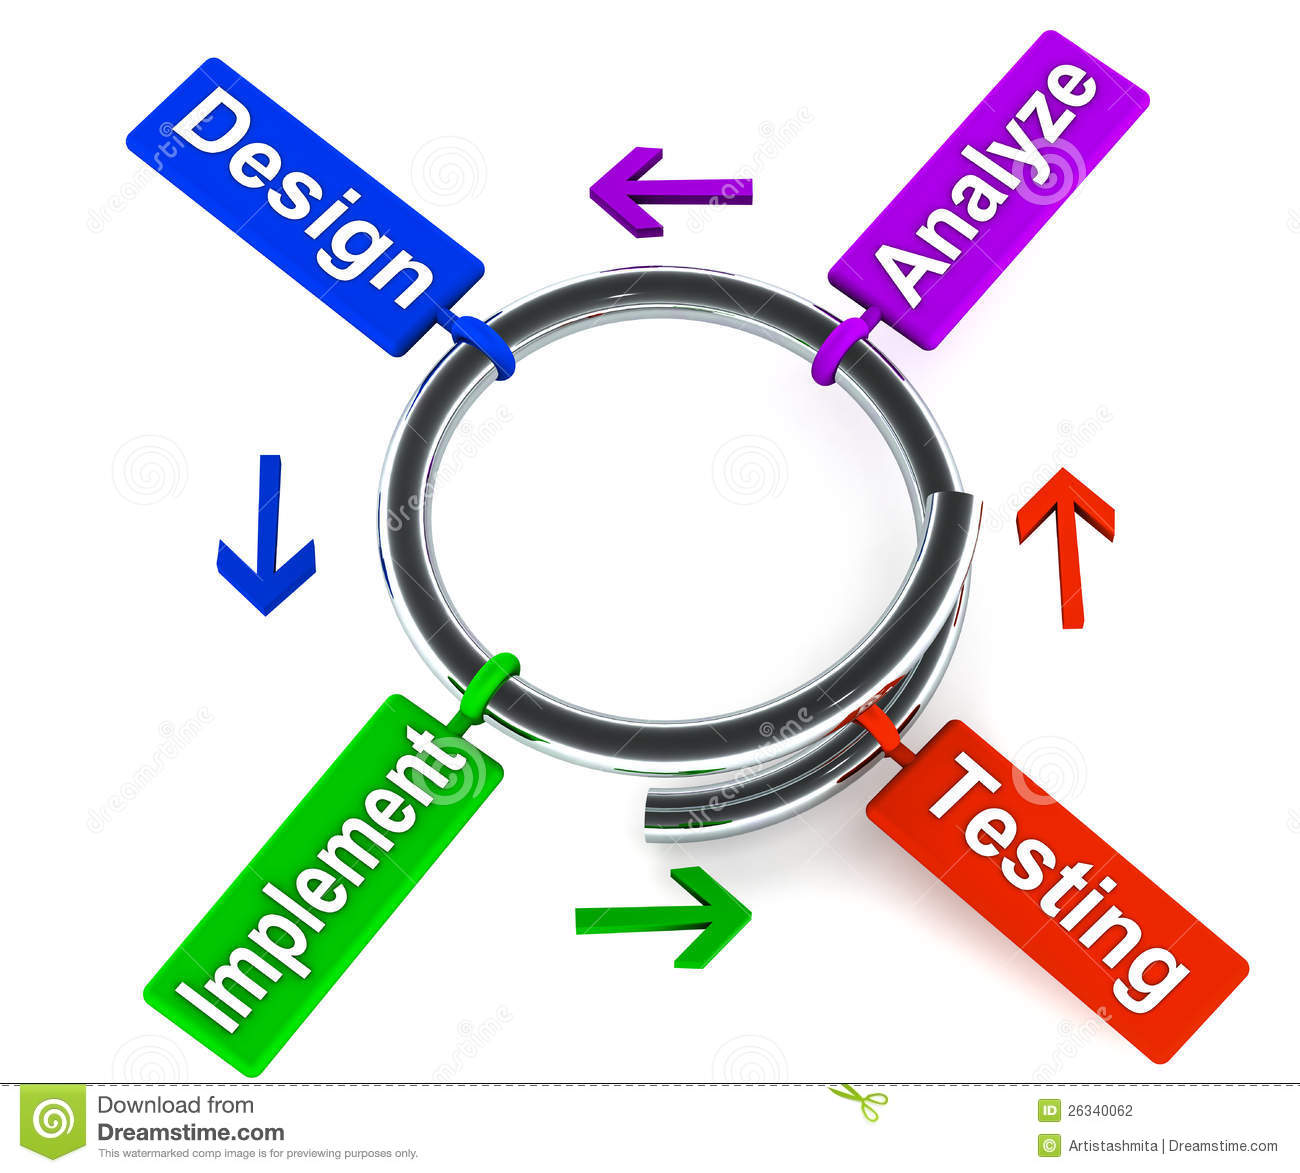 Design
Analyze
Implement
Testing
Download from
Dreamstime.com
This watermarked comp image is for previewing purposes only.
ID 26340062
© Artistashmita | Dreamstime.com
dreamstime